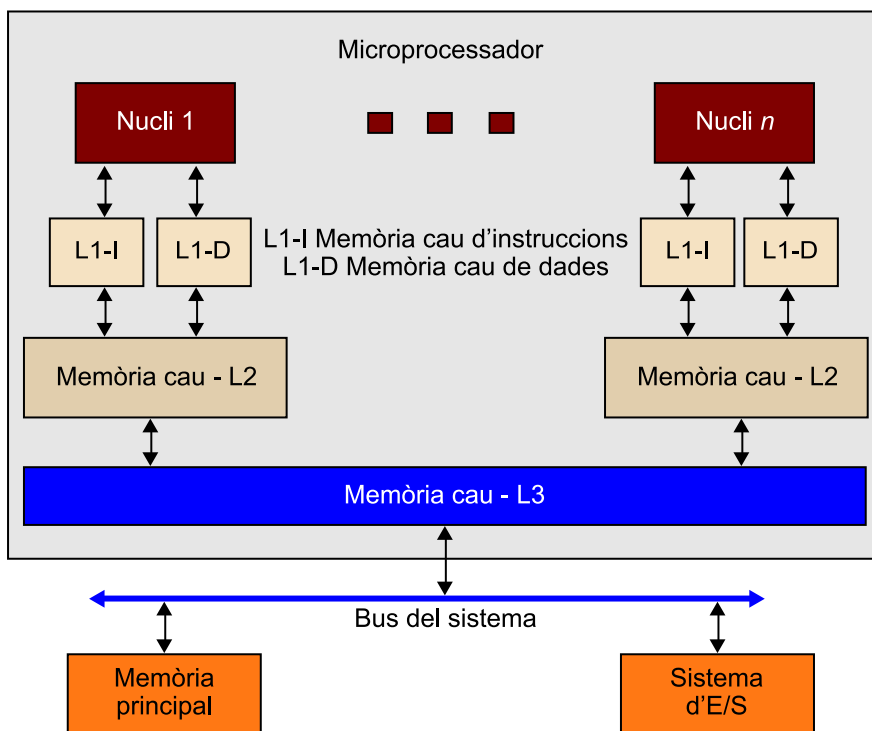 Microprocessador
Nucli 1
Nucli n
L1-I
L1-D
L1-I Memòria cau d'instruccions
L1-D Memòria cau de dades
L1-I
L1-D
Memòria cau - L2
Memòria cau - L2
Memòria cau - L3
Bus del sistema
Memòria
principal
Sistema
d'E/S